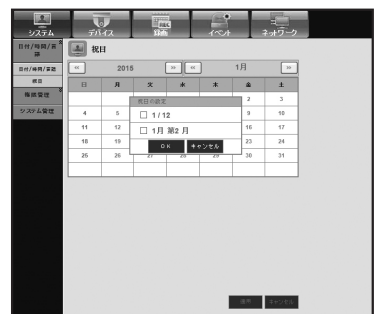 システム
デバイス
録画
イベント
ネットワーク
日付/時間/言語
祝日
日付/時間/言語
祝日
権限管理
システム管理
2015
1月
日 月 火 水 木 金 土
2 3
4 5 9 10
11 12 16 17
18 19 23 24
25 26 27 28 29 30 31
祝日の設定
1 / 12
1月 第2 月
OK キャンセル
適用 キャンセル